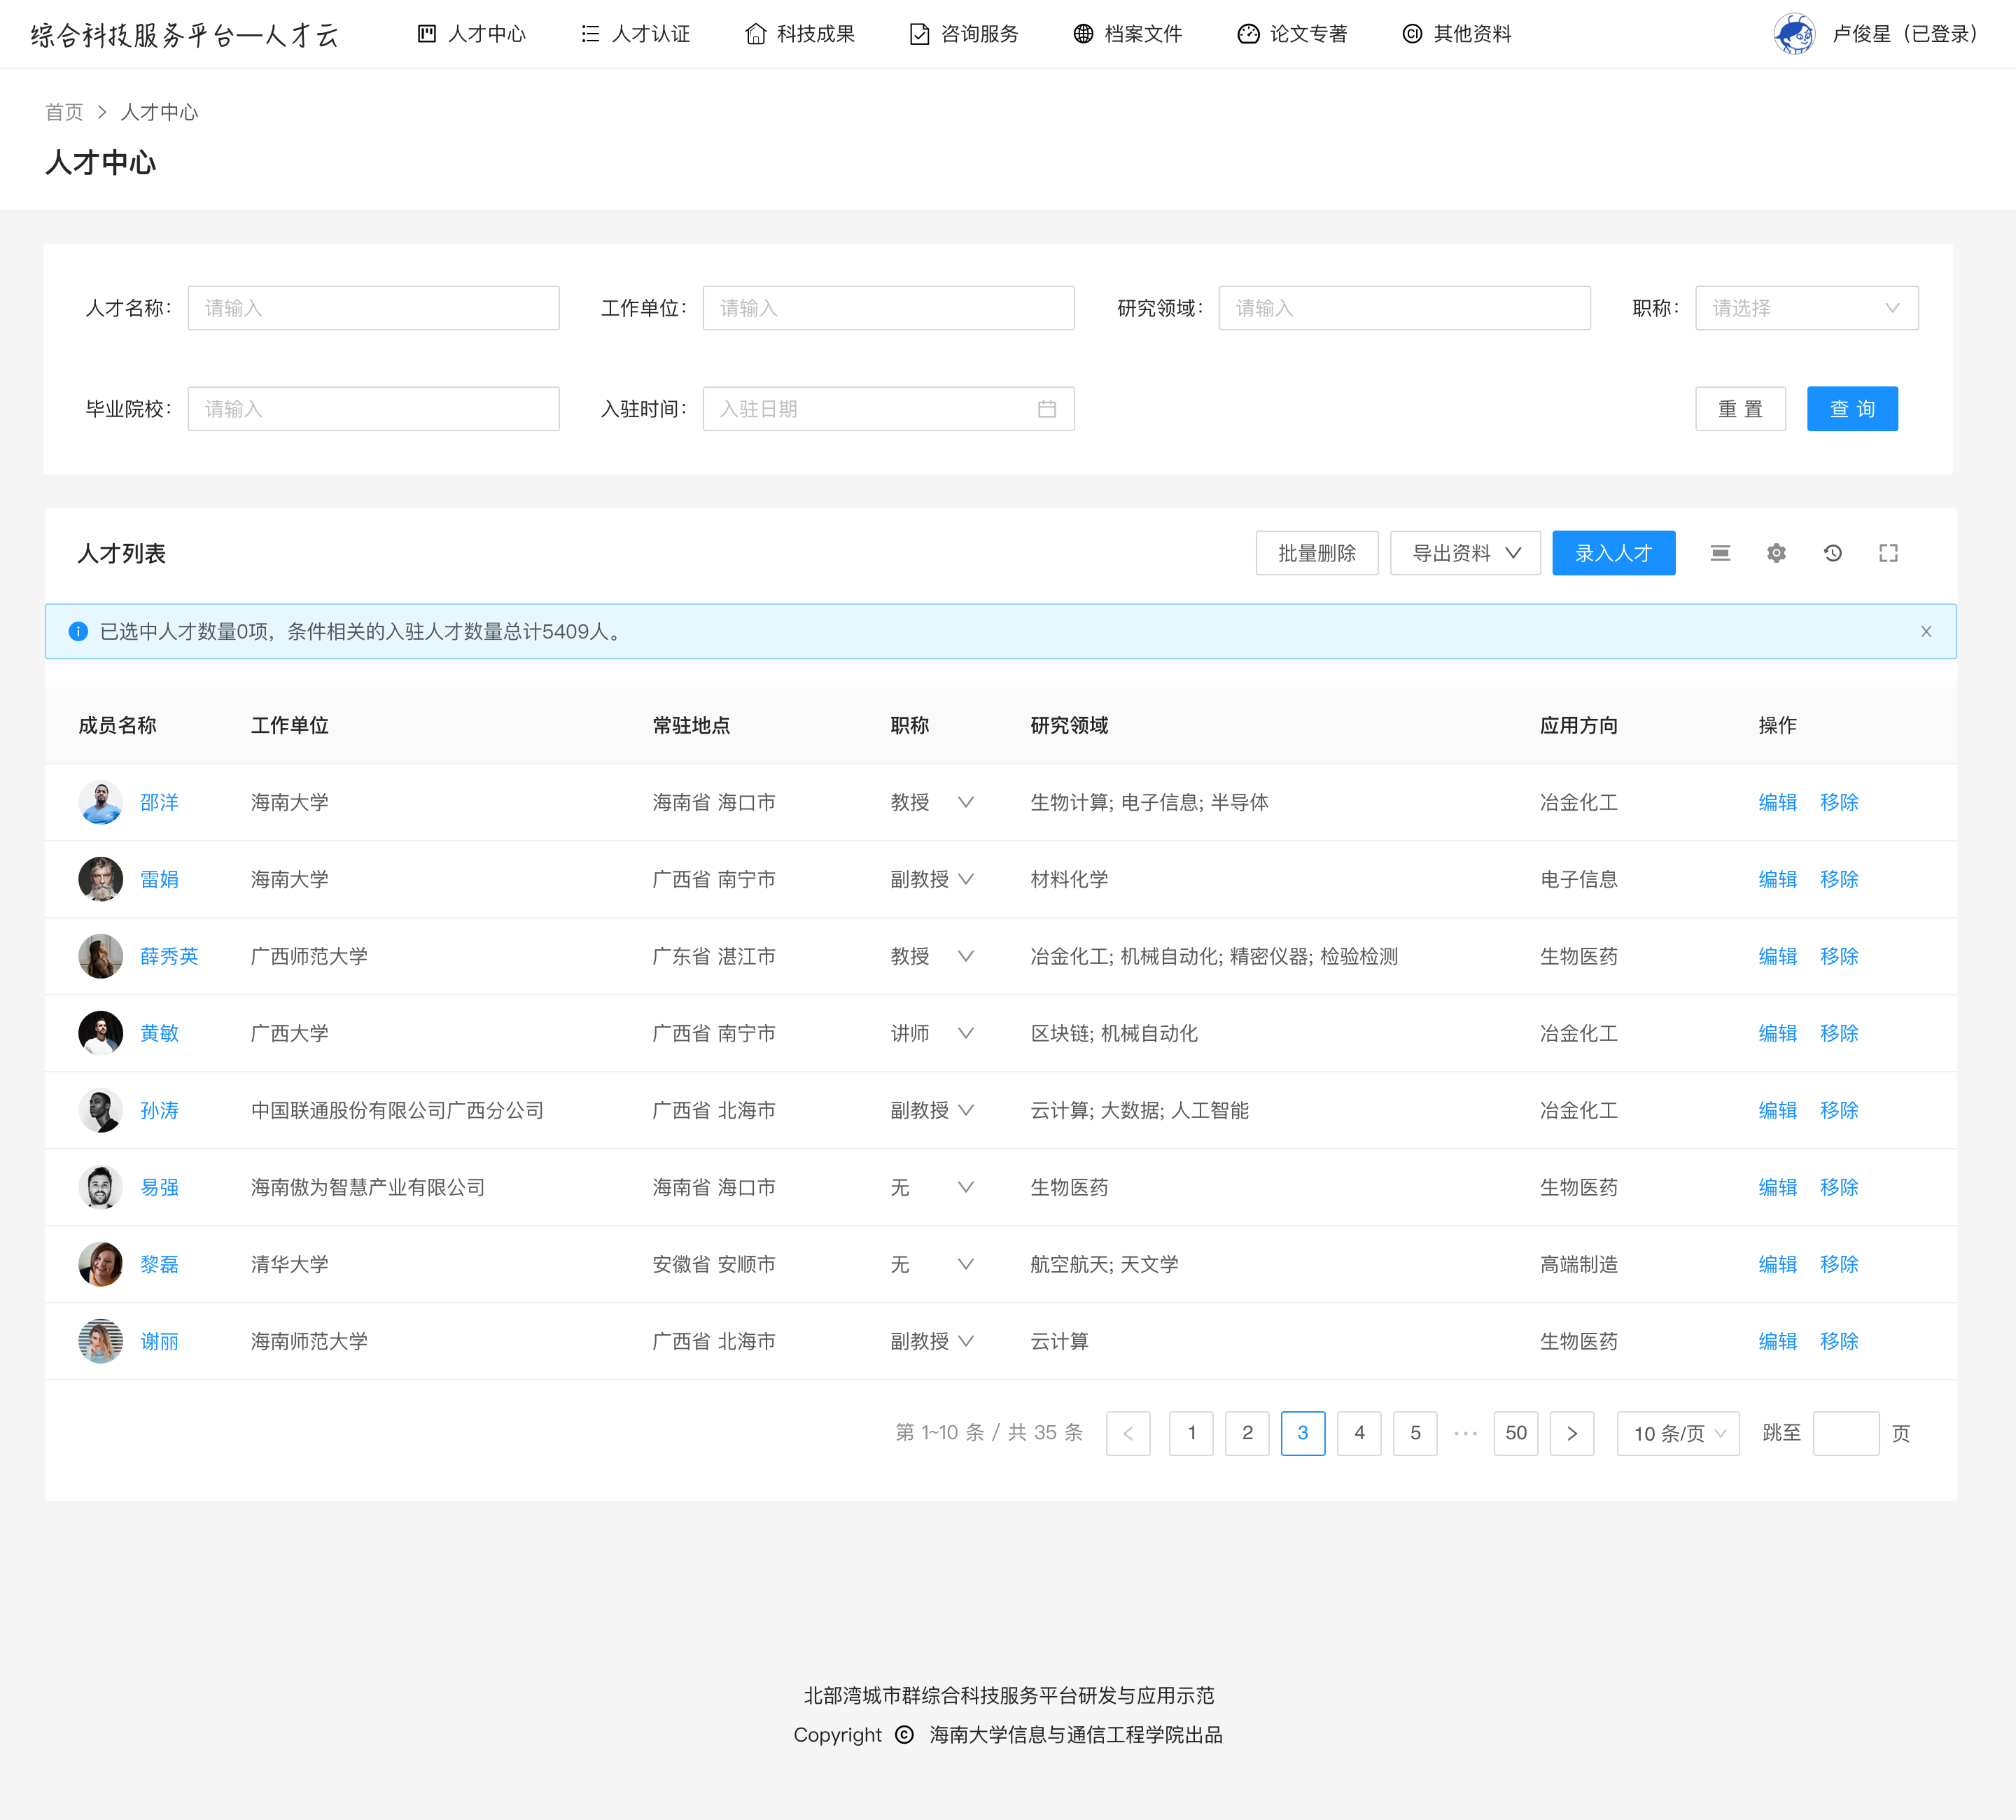 综合科技服务平台—人才云 人才中心 人才认证 科技成果 咨询服务 档案文件 论文专著 其他资料 卢俊星（已登录）
首页 > 人才中心
人才中心
人才名称： 请输入 工作单位： 请输入 研究领域： 请输入 职称： 请选择
毕业院校： 请输入 入驻时间： 入驻日期 重 置 查 询
人才列表 批量删除 导出资料 录入人才
已选中人才数量0项，条件相关的入驻人才数量总计5409人。
成员名称 工作单位 常驻地点 职称 研究领域 应用方向 操作
邵洋 海南大学 海南省 海口市 教授 生物计算; 电子信息; 半导体 冶金化工 编辑 移除
雷娟 海南大学 广西省 南宁市 副教授 材料化学 电子信息 编辑 移除
薛秀英 广西师范大学 广东省 湛江市 教授 冶金化工; 机械自动化; 精密仪器; 检验检测 生物医药 编辑 移除
黄敏 广西大学 广西省 南宁市 讲师 区块链; 机械自动化 冶金化工 编辑 移除
孙涛 中国联通股份有限公司广西分公司 广西省 北海市 副教授 云计算; 大数据; 人工智能 冶金化工 编辑 移除
易强 海南傲为智慧产业有限公司 海南省 海口市 无 生物医药 生物医药 编辑 移除
黎磊 清华大学 安徽省 安顺市 无 航空航天; 天文学 高端制造 编辑 移除
谢丽 海南师范大学 广西省 北海市 副教授 云计算 生物医药 编辑 移除
第 1~10 条 / 共 35 条 < 1 2 3 4 5 ··· 50 > 10 条/页 跳至 页
北部湾城市群综合科技服务平台研发与应用示范
Copyright © 海南大学信息与通信工程学院出品